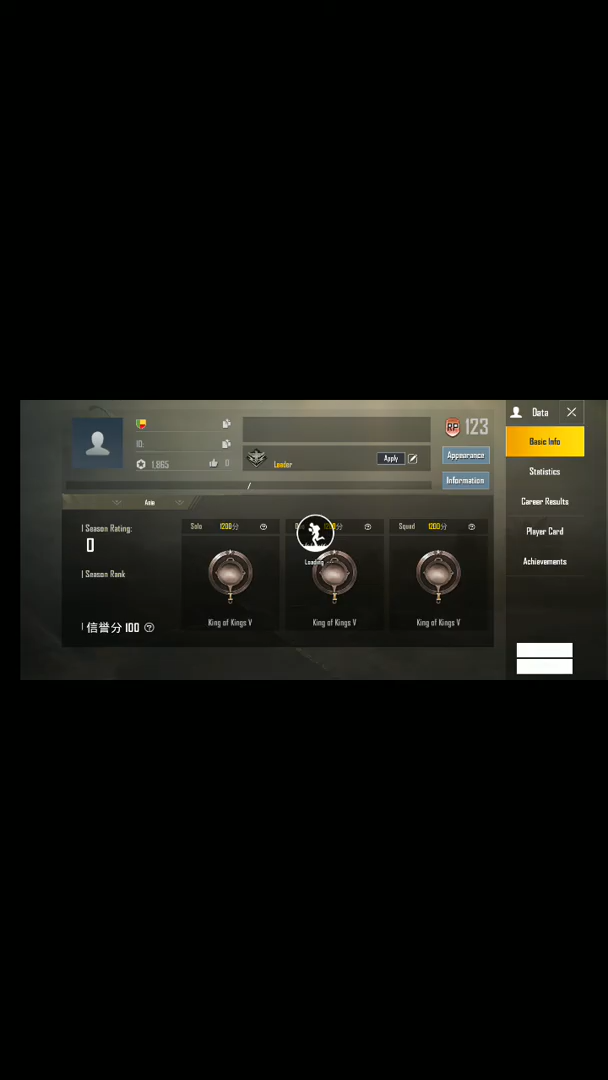 Data
RP 123
Basic Info
ID:
1,865
0
Leader
Apply
Appearance
Information
/
Statistics
Career Results
Player Card
Achievements
Asia
Season Rating:
0
Season Rank
信誉分 100
Solo 1200分
Squad 1200分
Loading
King of Kings V
King of Kings V
King of Kings V